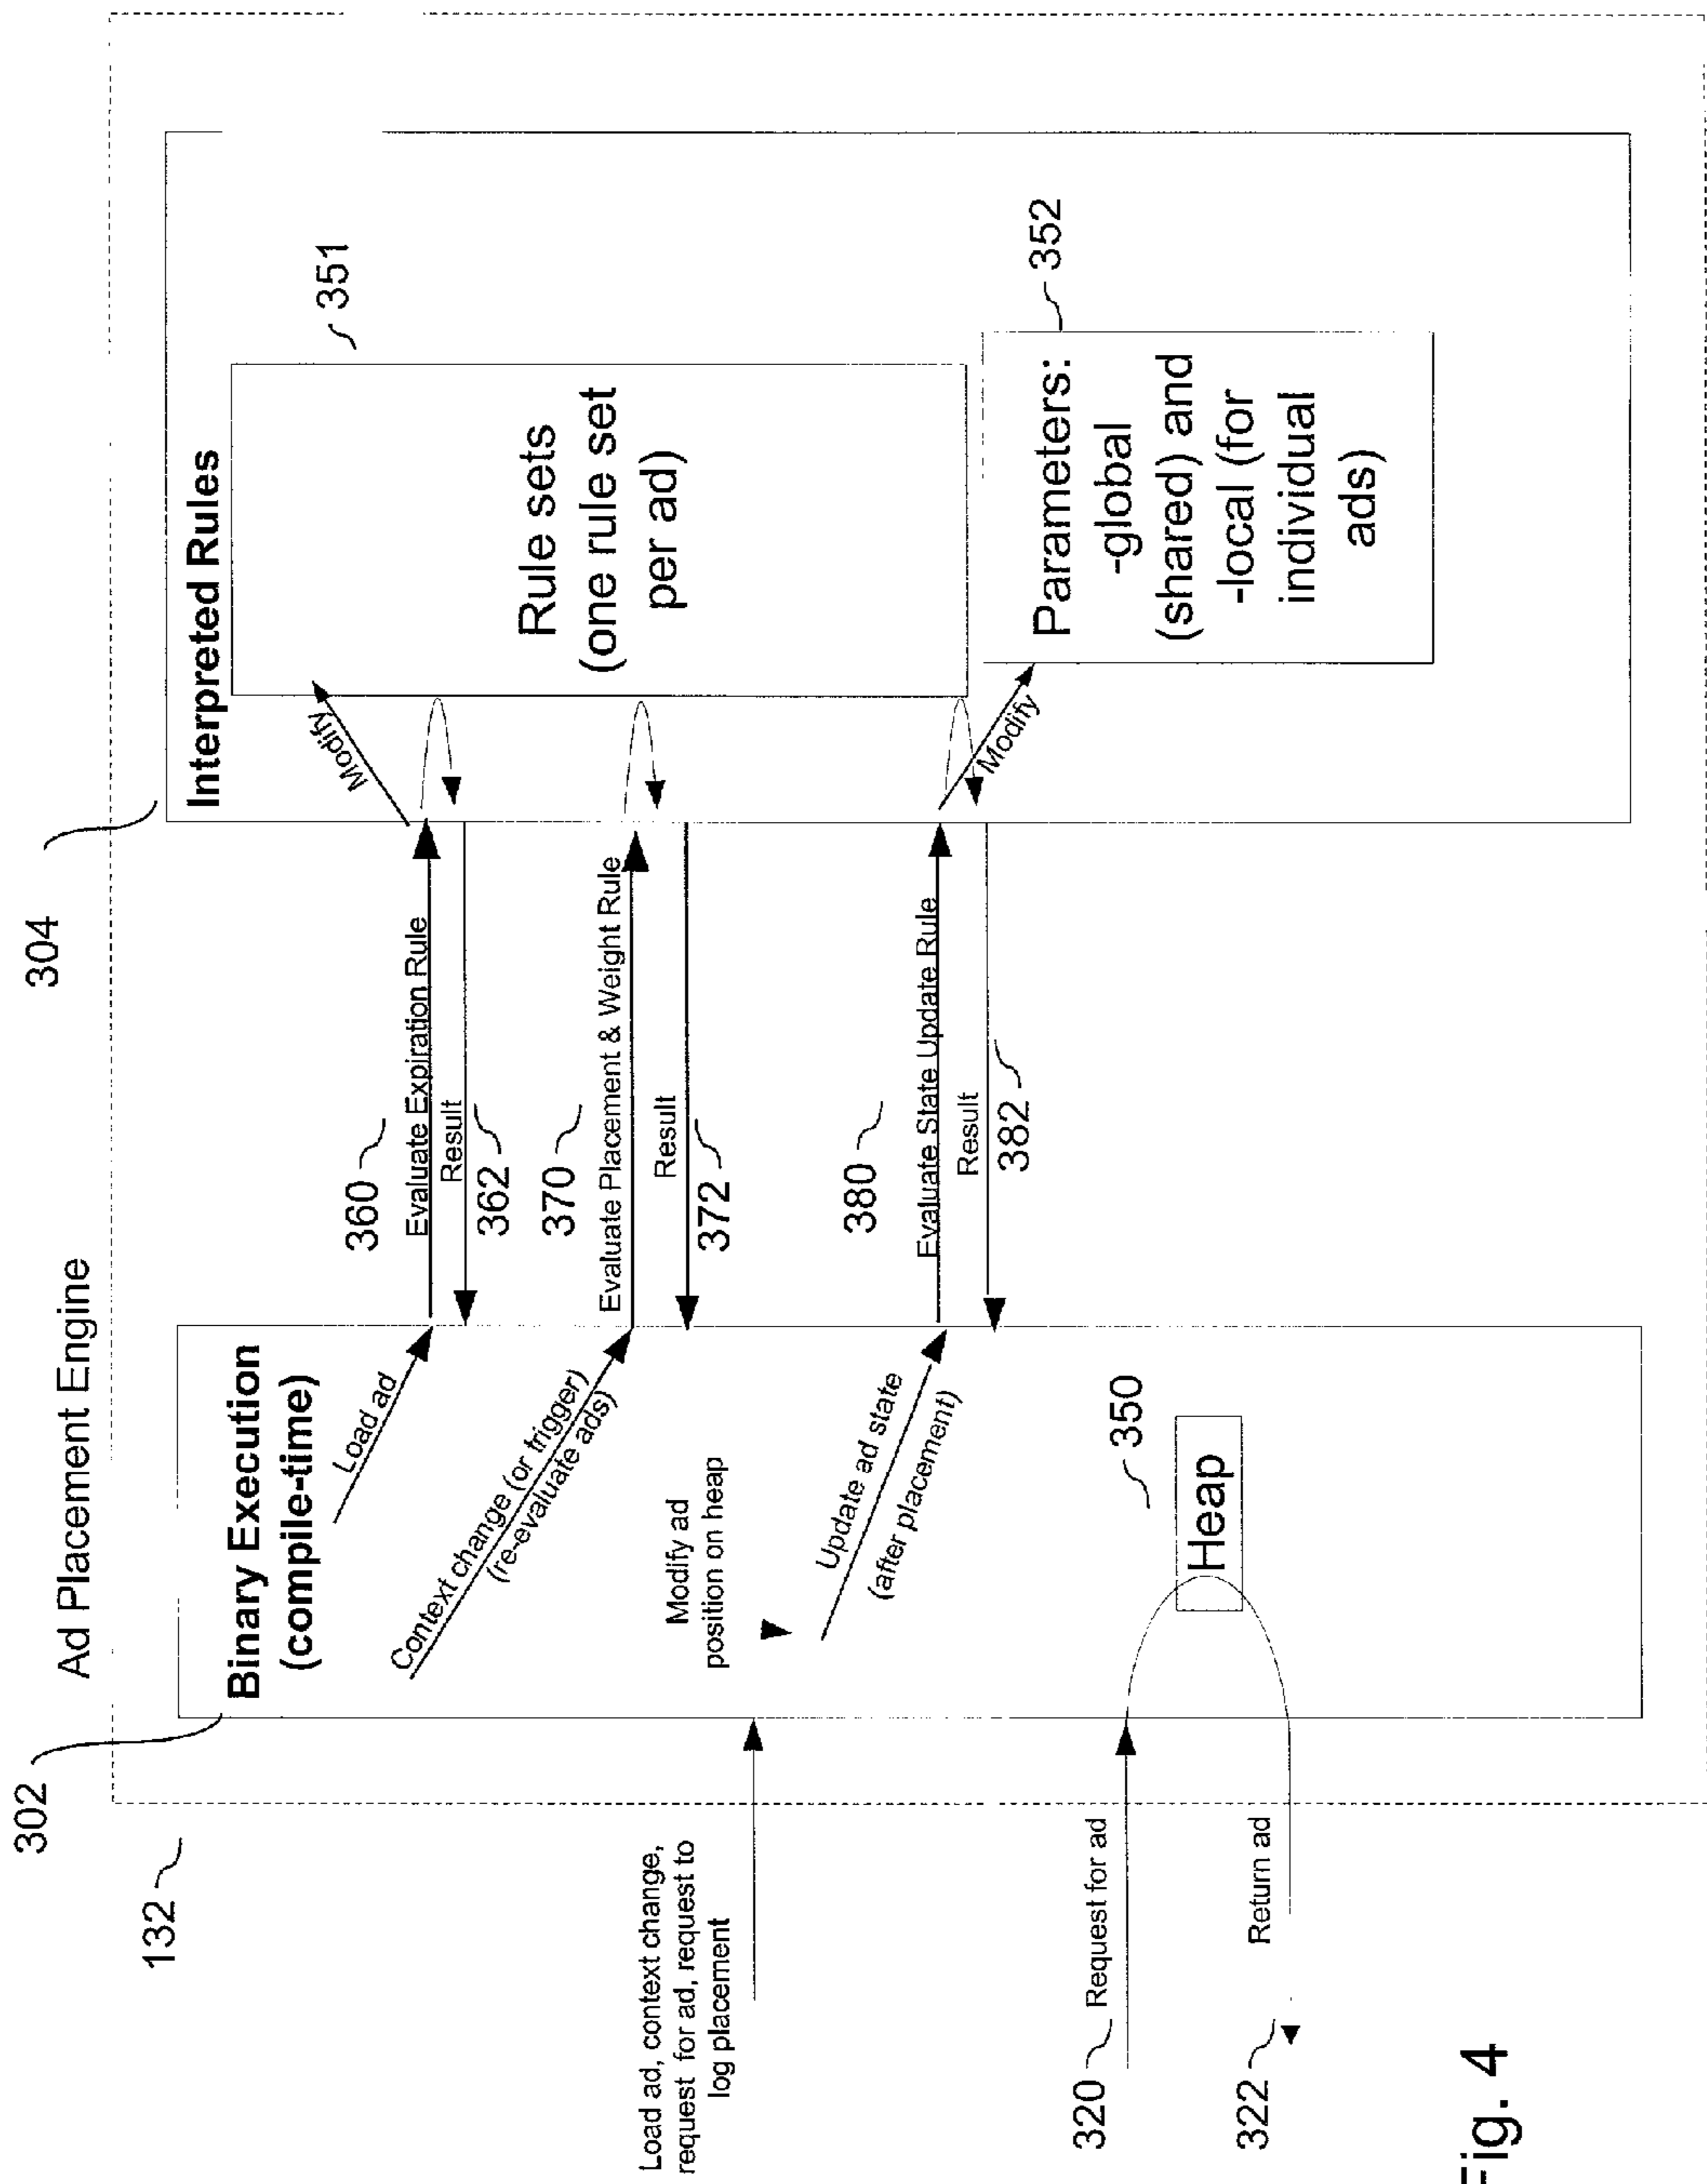 Ad Placement Engine
132
302
304
Binary Execution
(compile-time)
Load ad
Context change (or trigger)
(re-evaluate ads)
Modify ad
position on heap
Update ad state
(after placement)
350
Heap
Load ad, context change,
request for ad, request to
log placement
320
Request for ad
322
Return ad
360
Evaluate Expiration Rule
Result
362
370
Evaluate Placement & Weight Rule
Result
372
380
Evaluate State Update Rule
Result
382
Interpreted Rules
Modify
351
Rule sets
(one rule set
per ad)
Modify
352
Parameters:
-global
(shared) and
-local (for
individual
ads)
Fig. 4